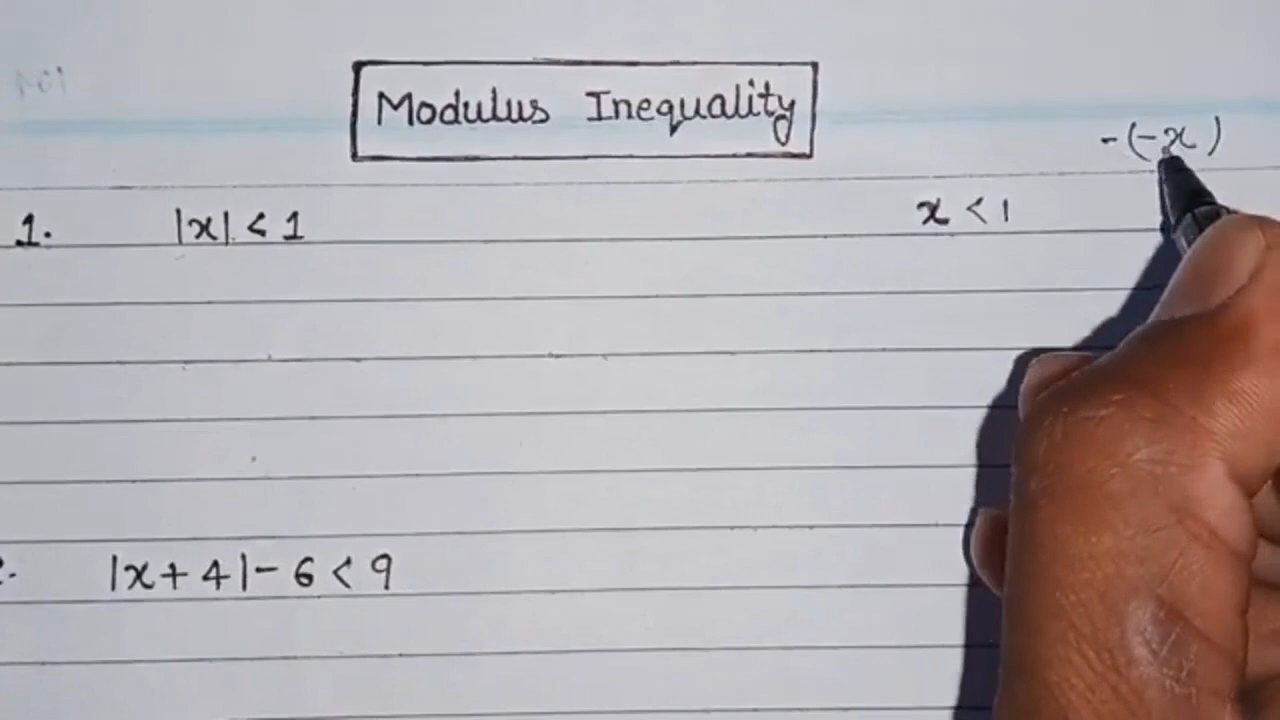 Modulus Inequality
-(-x)
1. |x| < 1
x < 1
|x+4|-6 < 9